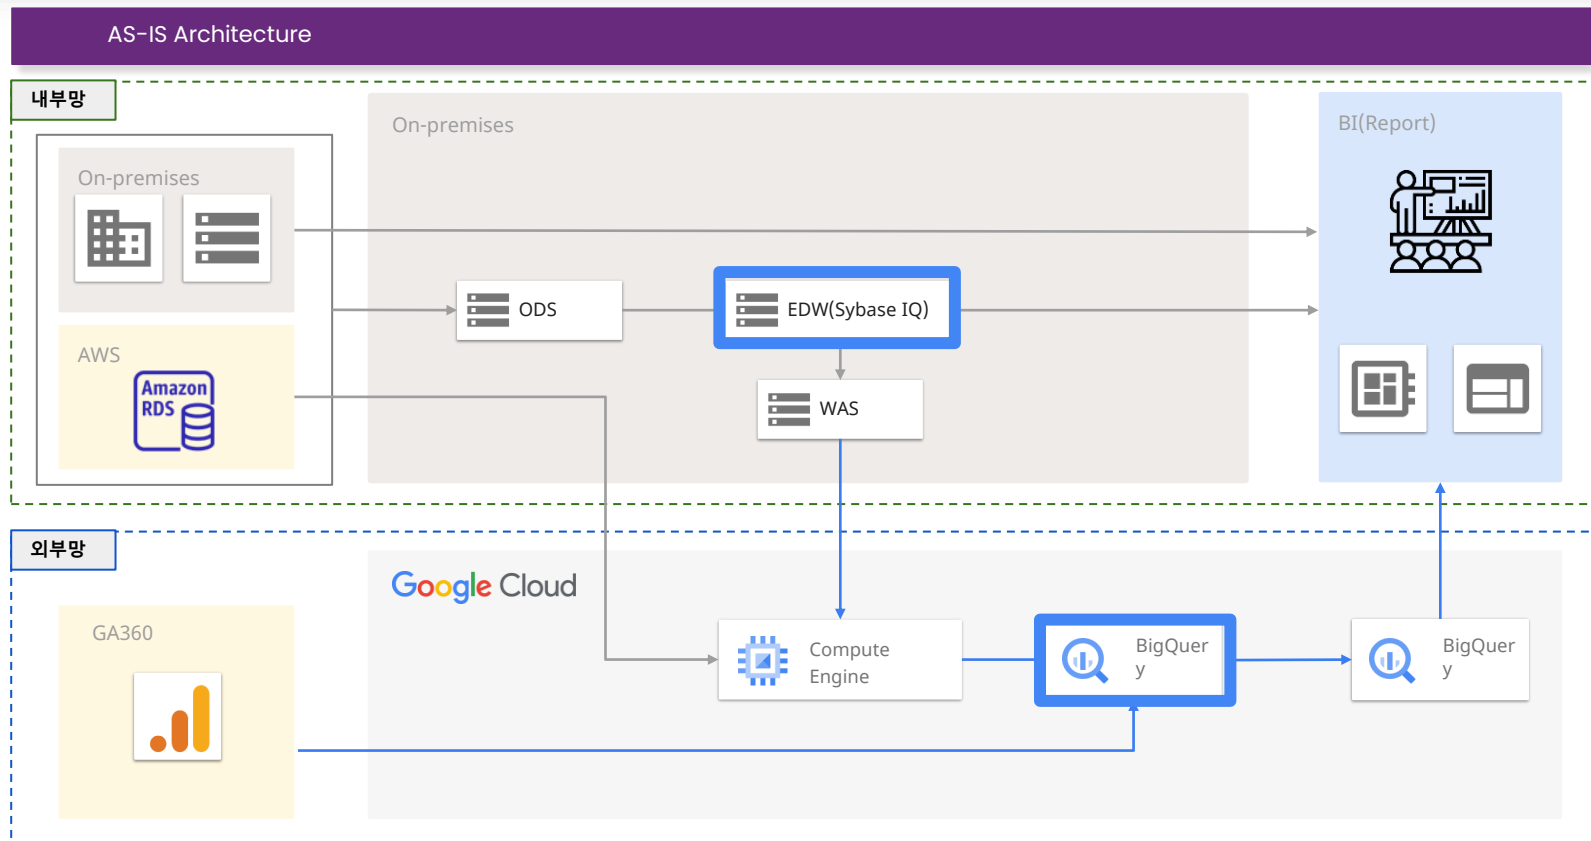 AS-IS Architecture
내부망
On-premises
On-premises
BI(Report)
ODS
EDW(Sybase IQ)
AWS
Amazon
RDS
WAS
외부망
Google Cloud
GA360
Compute
Engine
BigQuer
y
BigQuer
y